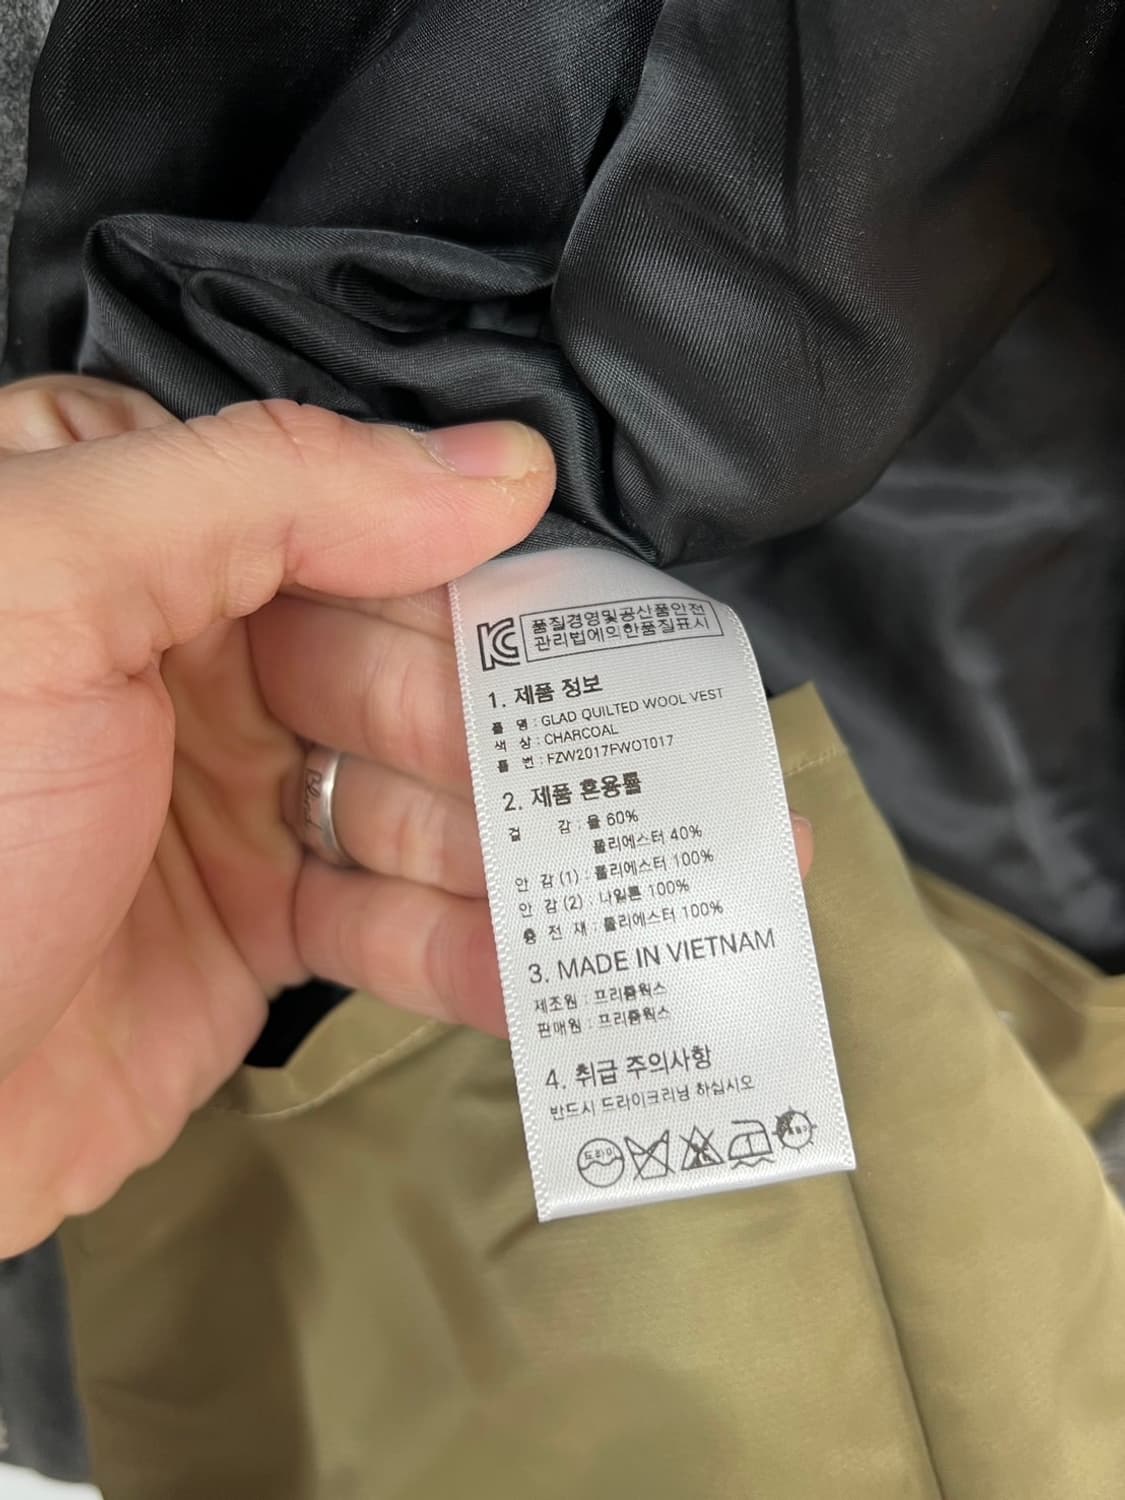 KC 품질경영및공산품안전
관리법에의한품질표시
1. 제품 정보
품 명 : GLAD QUILTED WOOL VEST
색 상 : CHARCOAL
품 번 : FZW2017FWOT017
2. 제품 혼용률
겉 감 : 울 60%
폴리에스터 40%
안 감 (1) : 폴리에스터 100%
안 감 (2) : 나일론 100%
충 전 재 : 폴리에스터 100%
3. MADE IN VIETNAM
제조원 : 프리즘웍스
판매원 : 프리즘웍스
4. 취급 주의사항
반드시 드라이크리닝 하십시오
드라이